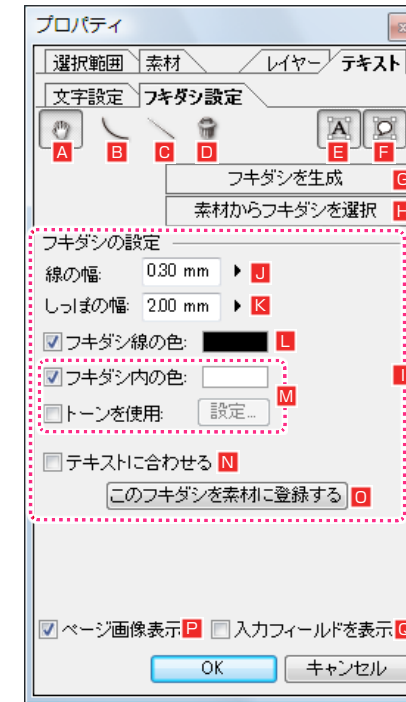 プロパティ
選択範囲 素材 レイヤー テキスト
文字設定 フキダシ設定
A B C D E F
フキダシを生成 G
素材からフキダシを選択 H
フキダシの設定
線の幅: 0.30 mm J
しっぽの幅: 2.00 mm K
フキダシ線の色: L
フキダシ内の色: I
M
トーンを使用: 設定...
テキストに合わせる N
このフキダシを素材に登録する O
ページ画像表示 P 入力フィールドを表示
OK キャンセル